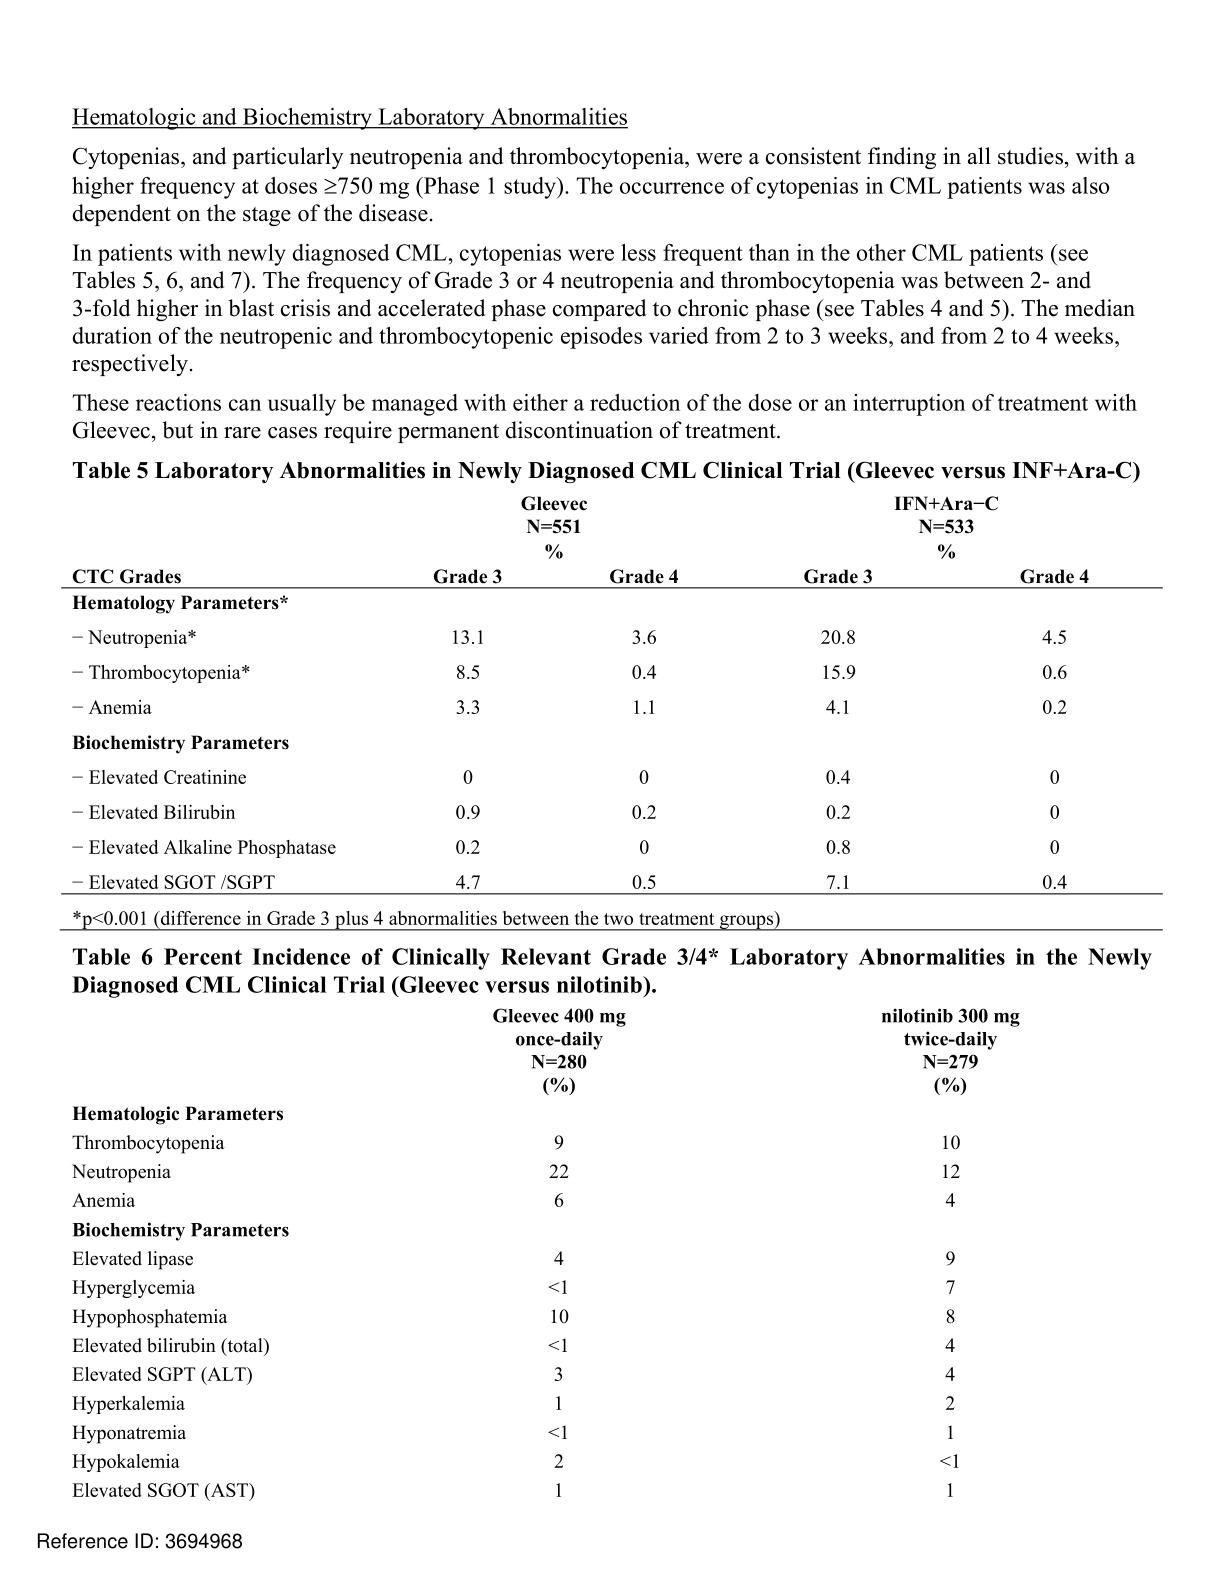 Hematologic and Biochemistry Laboratory Abnormalities
Cytopenias, and particularly neutropenia and thrombocytopenia, were a consistent finding in all studies, with a
higher frequency at doses ≥750 mg (Phase 1 study). The occurrence of cytopenias in CML patients was also
dependent on the stage of the disease.
In patients with newly diagnosed CML, cytopenias were less frequent than in the other CML patients (see
Tables 5, 6, and 7). The frequency of Grade 3 or 4 neutropenia and thrombocytopenia was between 2- and
3-fold higher in blast crisis and accelerated phase compared to chronic phase (see Tables 4 and 5). The median
duration of the neutropenic and thrombocytopenic episodes varied from 2 to 3 weeks, and from 2 to 4 weeks,
respectively.
These reactions can usually be managed with either a reduction of the dose or an interruption of treatment with
Gleevec, but in rare cases require permanent discontinuation of treatment.
Table 5 Laboratory Abnormalities in Newly Diagnosed CML Clinical Trial (Gleevec versus INF+Ara-C)
Gleevec IFN+Ara−C
N=551 N=533
% %
CTC Grades Grade 3 Grade 4 Grade 3 Grade 4
Hematology Parameters*
− Neutropenia* 13.1 3.6 20.8 4.5
− Thrombocytopenia* 8.5 0.4 15.9 0.6
− Anemia 3.3 1.1 4.1 0.2
Biochemistry Parameters
− Elevated Creatinine 0 0 0.4 0
− Elevated Bilirubin 0.9 0.2 0.2 0
− Elevated Alkaline Phosphatase 0.2 0 0.8 0
− Elevated SGOT /SGPT 4.7 0.5 7.1 0.4
*p<0.001 (difference in Grade 3 plus 4 abnormalities between the two treatment groups)
Table 6 Percent Incidence of Clinically Relevant Grade 3/4* Laboratory Abnormalities in the Newly
Diagnosed CML Clinical Trial (Gleevec versus nilotinib).
Gleevec 400 mg nilotinib 300 mg
once-daily twice-daily
N=280 N=279
(%) (%)
Hematologic Parameters
Thrombocytopenia 9 10
Neutropenia 22 12
Anemia 6 4
Biochemistry Parameters
Elevated lipase 4 9
Hyperglycemia <1 7
Hypophosphatemia 10 8
Elevated bilirubin (total) <1 4
Elevated SGPT (ALT) 3 4
Hyperkalemia 1 2
Hyponatremia <1 1
Hypokalemia 2 <1
Elevated SGOT (AST) 1 1
Reference ID: 3694968